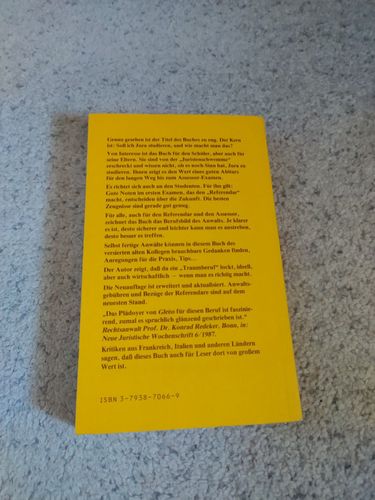 Genau gesehen ist der Titel des Buches zu eng. Der Kern
ist: Soll ich Jura studieren, und wie macht man das?
Von Interesse ist das Buch für den Schüler, aber auch für
seine Eltern. Sie sind von der „Juristenschwemme"
erschreckt und wissen nicht, ob es noch Sinn hat, Jura zu
studieren. Ihnen zeigt es den Wert eines guten Abiturs
für den langen Weg bis zum Assessor-Examen.
Es richtet sich auch an den Studenten. Für ihn gilt:
Gute Noten im ersten Examen, das den „Referendar"
macht, entscheiden über die Zukunft. Die besten
Zeugnisse sind gerade gut genug.
Für alle, auch für den Referendar und den Assessor,
zeichnet das Buch das Berufsbild des Anwalts. Je klarer
es ist, desto sicherer und leichter kann man es anstreben,
desto besser es treffen.
Selbst fertige Anwälte können in diesem Buch des
versierten alten Kollegen brauchbare Gedanken finden,
Anregungen für die Praxis, Tips...
Der Autor zeigt, daß da ein „Traumberuf" lockt, ideell,
aber auch wirtschaftlich — wenn man es richtig macht.
Die Neuauflage ist erweitert und aktualisiert. Anwalts-
gebühren und Bezüge der Referendare sind auf dem
neuesten Stand.
„Das Plädoyer von Glens für diesen Beruf ist faszinie-
rend, zumal es sprachlich glänzend geschrieben ist."
Rechtsanwalt Prof. Dr. Konrad Redeker, Bonn, in:
Neue Juristische Wochenschrift 6/1987.
Kritiken aus Frankreich, Italien und anderen Ländern
sagen, daß dieses Buch auch für Leser dort von großem
Wert ist.
ISBN 3-7938-7066-9